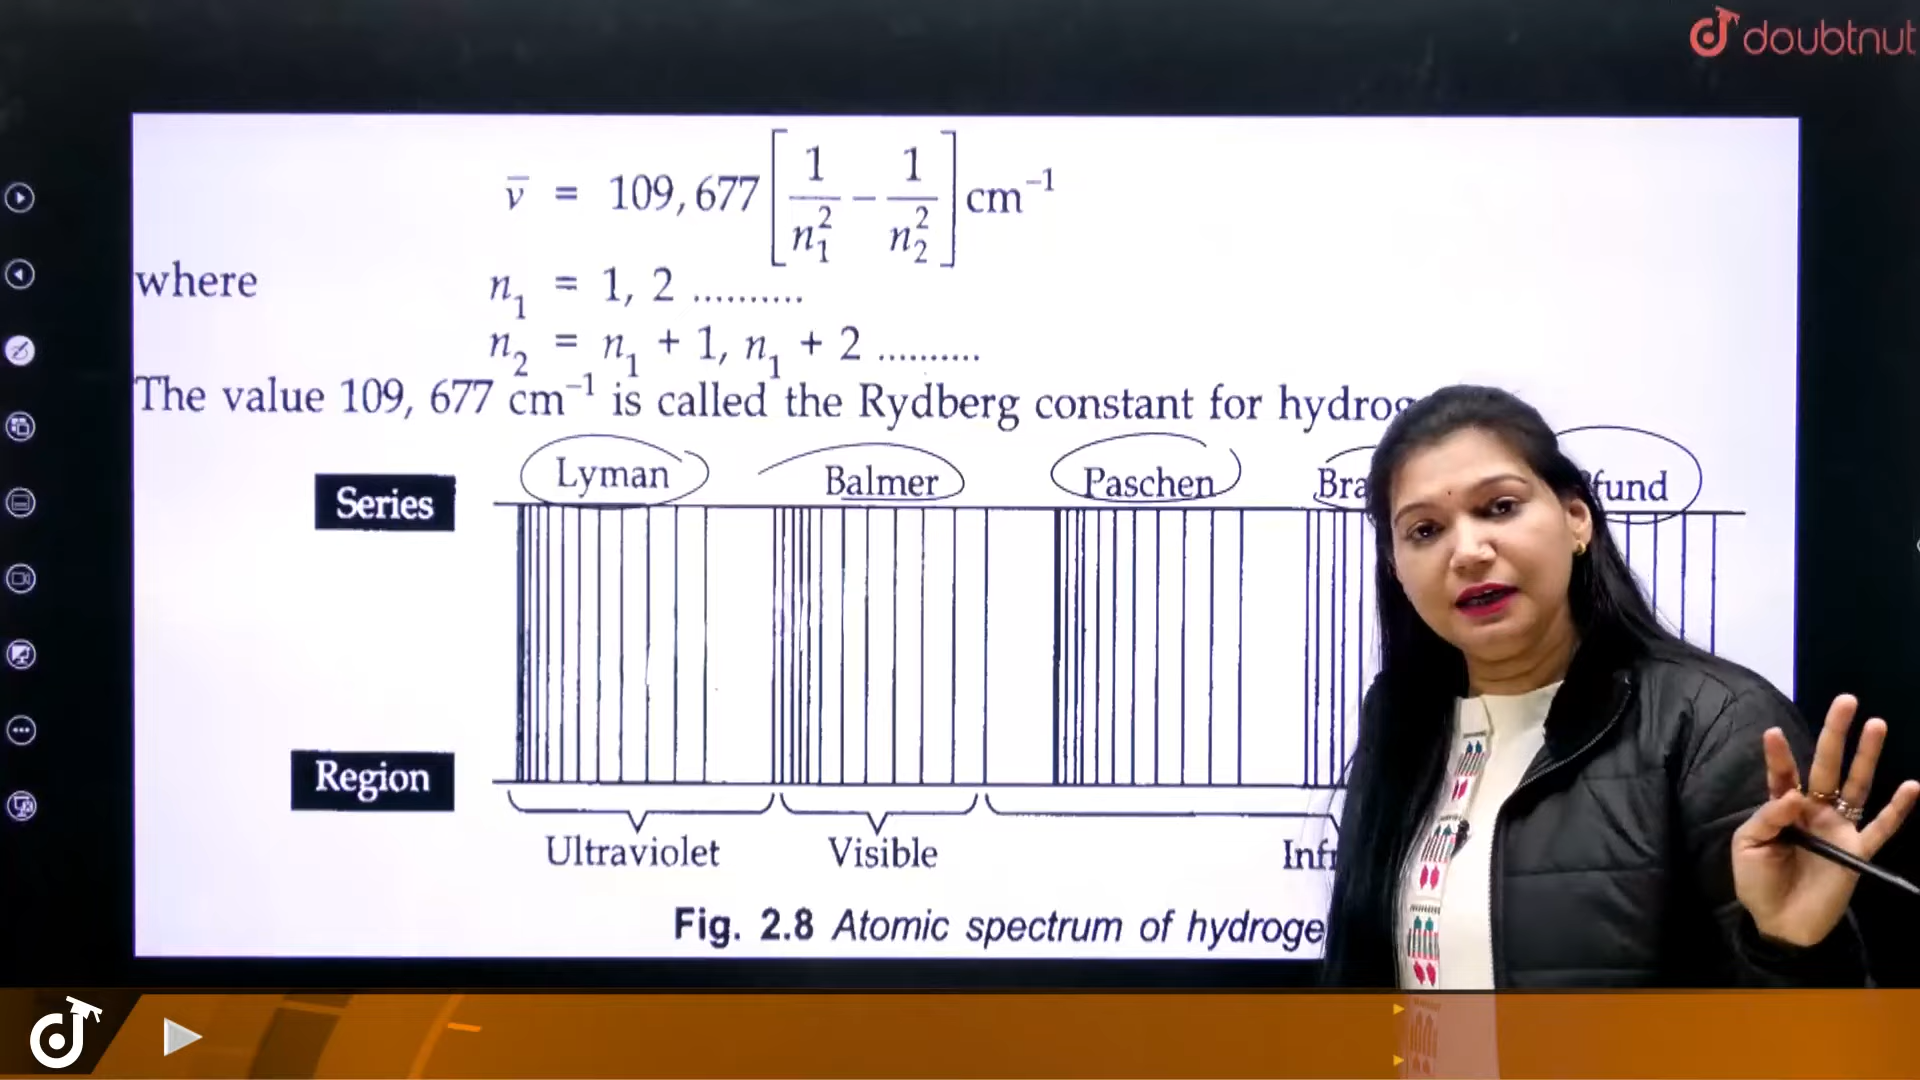 doubtnut
ν̅ = 109,677 [1/n₁² − 1/n₂²] cm⁻¹
where n₁ = 1, 2 ..........
n₂ = n₁ + 1, n₁ + 2 ..........
The value 109, 677 cm⁻¹ is called the Rydberg constant for
Series Lyman Balmer Paschen
Region
Ultraviolet Visible
Fig. 2.8 Atomic spectrum of